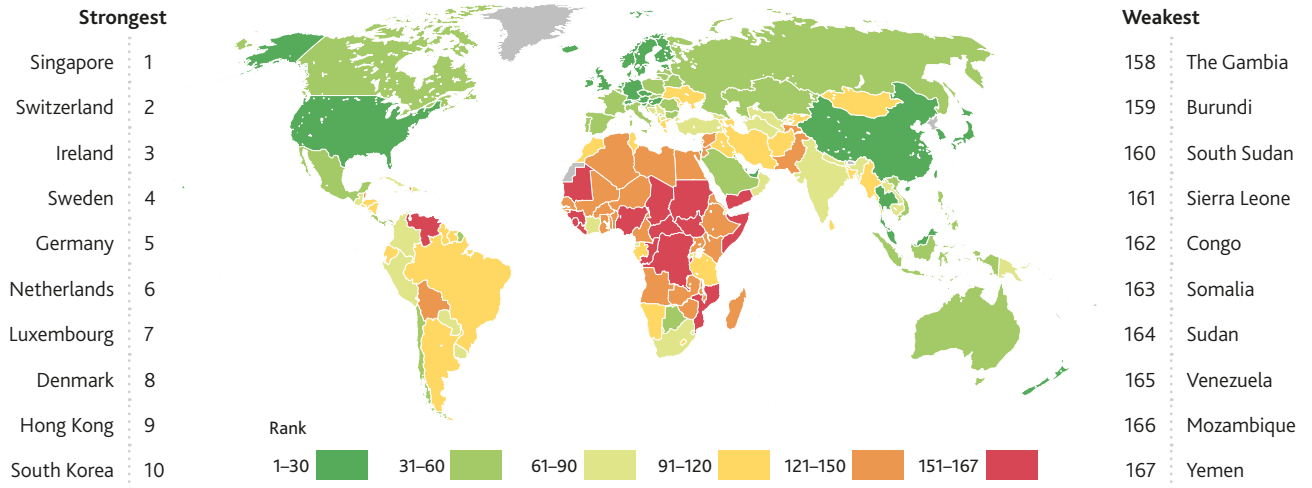 Strongest
Singapore 1
Switzerland 2
Ireland 3
Sweden 4
Germany 5
Netherlands 6
Luxembourg 7
Denmark 8
Hong Kong 9
South Korea 10
Rank
1–30 31–60 61–90 91–120 121–150 151–167
Weakest
158 The Gambia
159 Burundi
160 South Sudan
161 Sierra Leone
162 Congo
163 Somalia
164 Sudan
165 Venezuela
166 Mozambique
167 Yemen